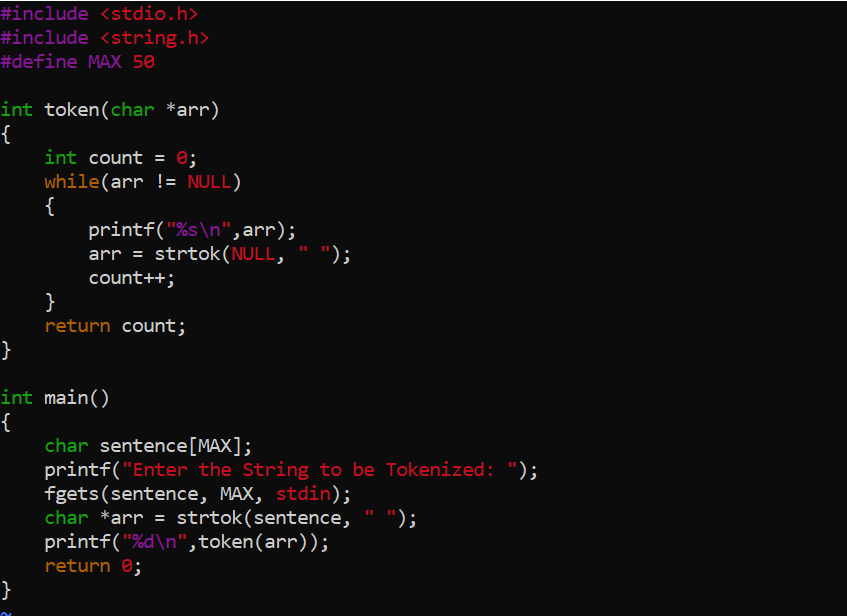 #include <stdio.h>
#include <string.h>
#define MAX 50

int token(char *arr)
{
    int count = 0;
    while(arr != NULL)
    {
        printf("%s\n",arr);
        arr = strtok(NULL, " ");
        count++;
    }
    return count;
}

int main()
{
    char sentence[MAX];
    printf("Enter the String to be Tokenized: ");
    fgets(sentence, MAX, stdin);
    char *arr = strtok(sentence, " ");
    printf("%d\n",token(arr));
    return 0;
}
~